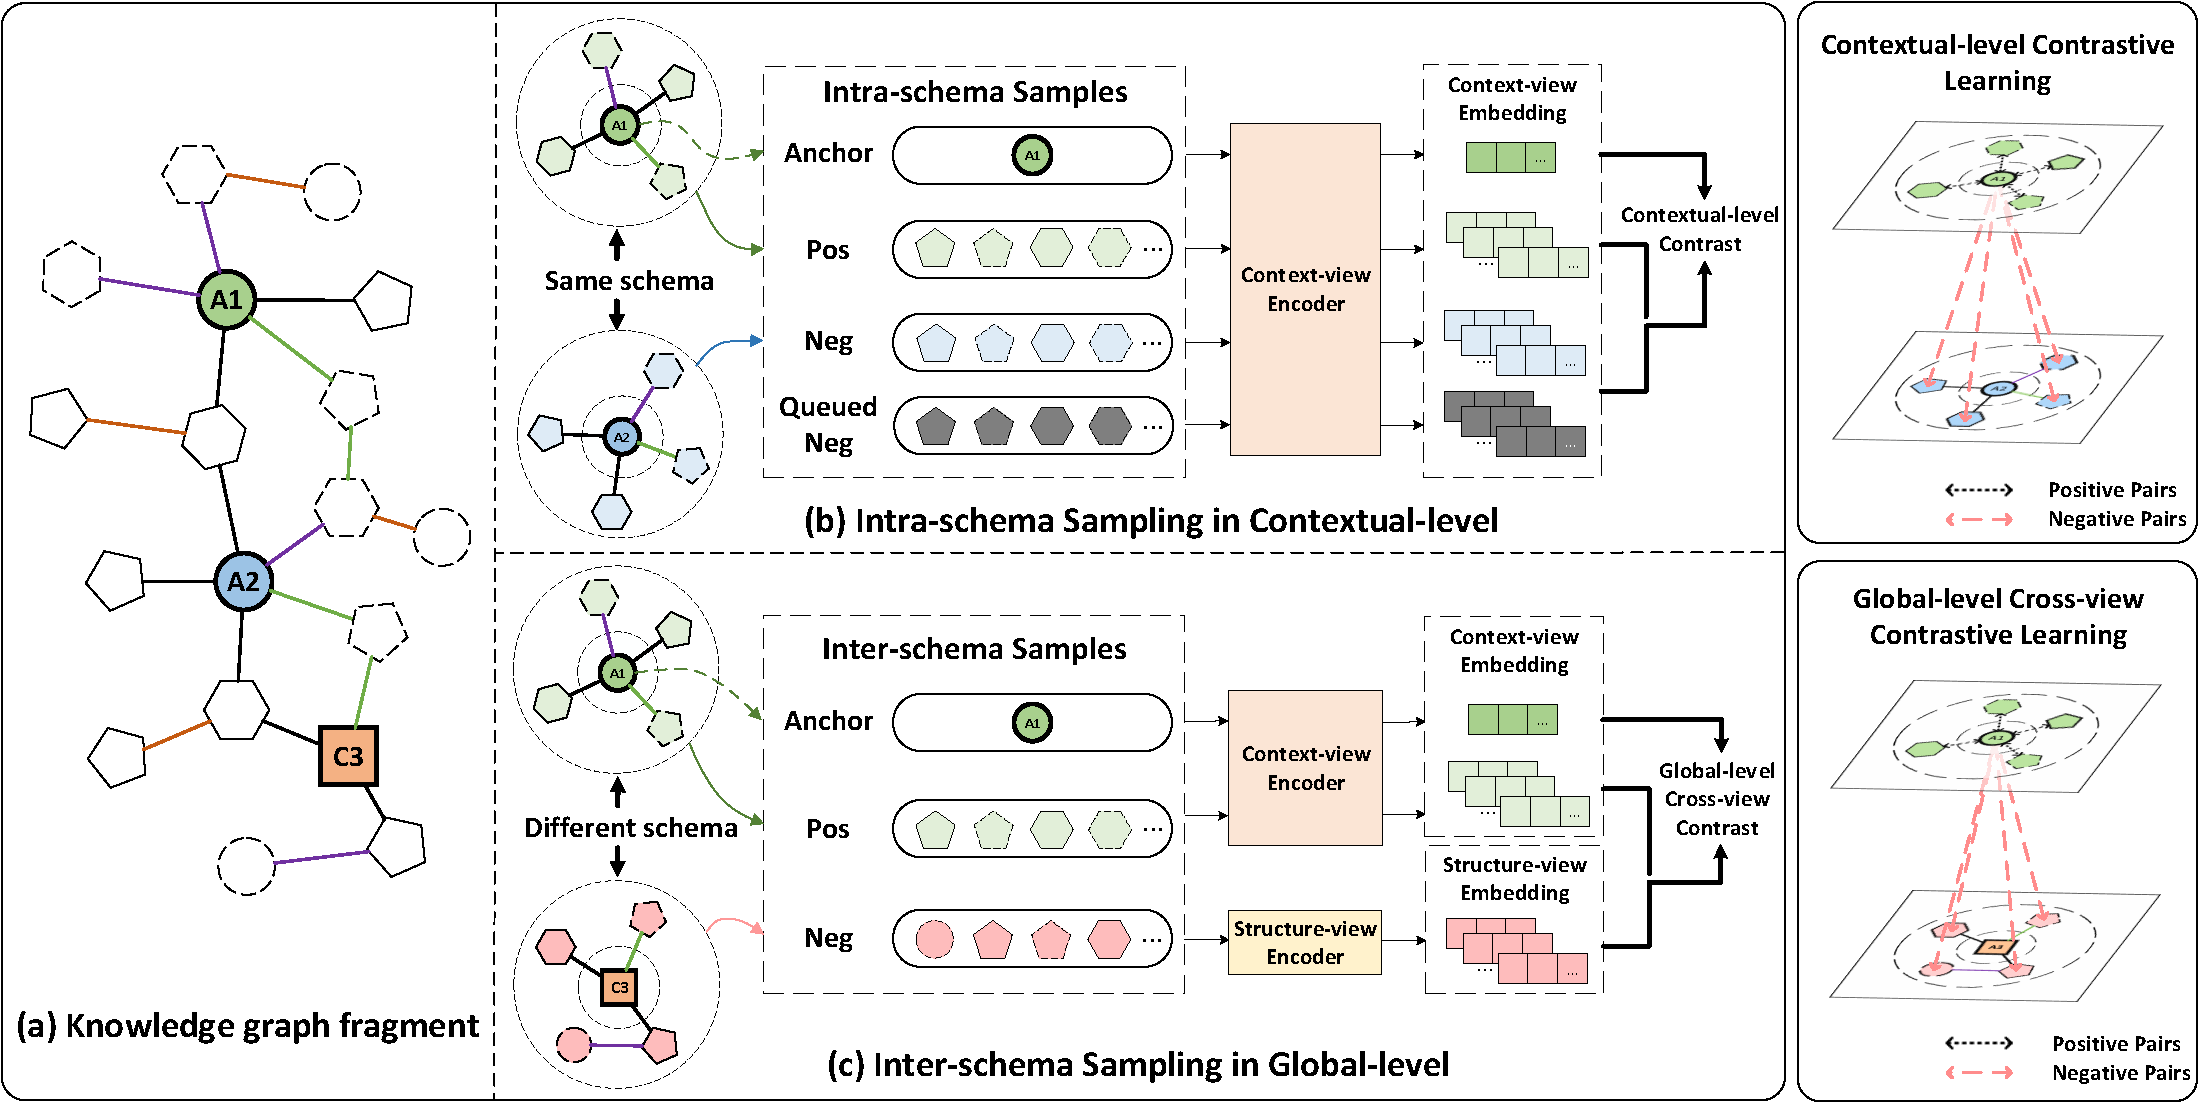 A1
A2
C3
(a) Knowledge graph fragment
A1
Same schema
A2
Intra-schema Samples
Anchor
A1
Pos
...
Neg
...
Queued
Neg
...
Context-view
Encoder
Context-view
Embedding
...
...
...
...
...
...
...
Contextual-level
Contrast
(b) Intra-schema Sampling in Contextual-level
A1
Different schema
C3
Inter-schema Samples
Anchor
A1
Pos
...
Neg
...
Context-view
Encoder
Structure-view
Encoder
Context-view
Embedding
...
...
...
Structure-view
Embedding
...
...
Global-level
Cross-view
Contrast
(c) Inter-schema Sampling in Global-level
Contextual-level Contrastive
Learning
A1
A2
Positive Pairs
Negative Pairs
Global-level Cross-view
Contrastive Learning
A1
A3
Positive Pairs
Negative Pairs